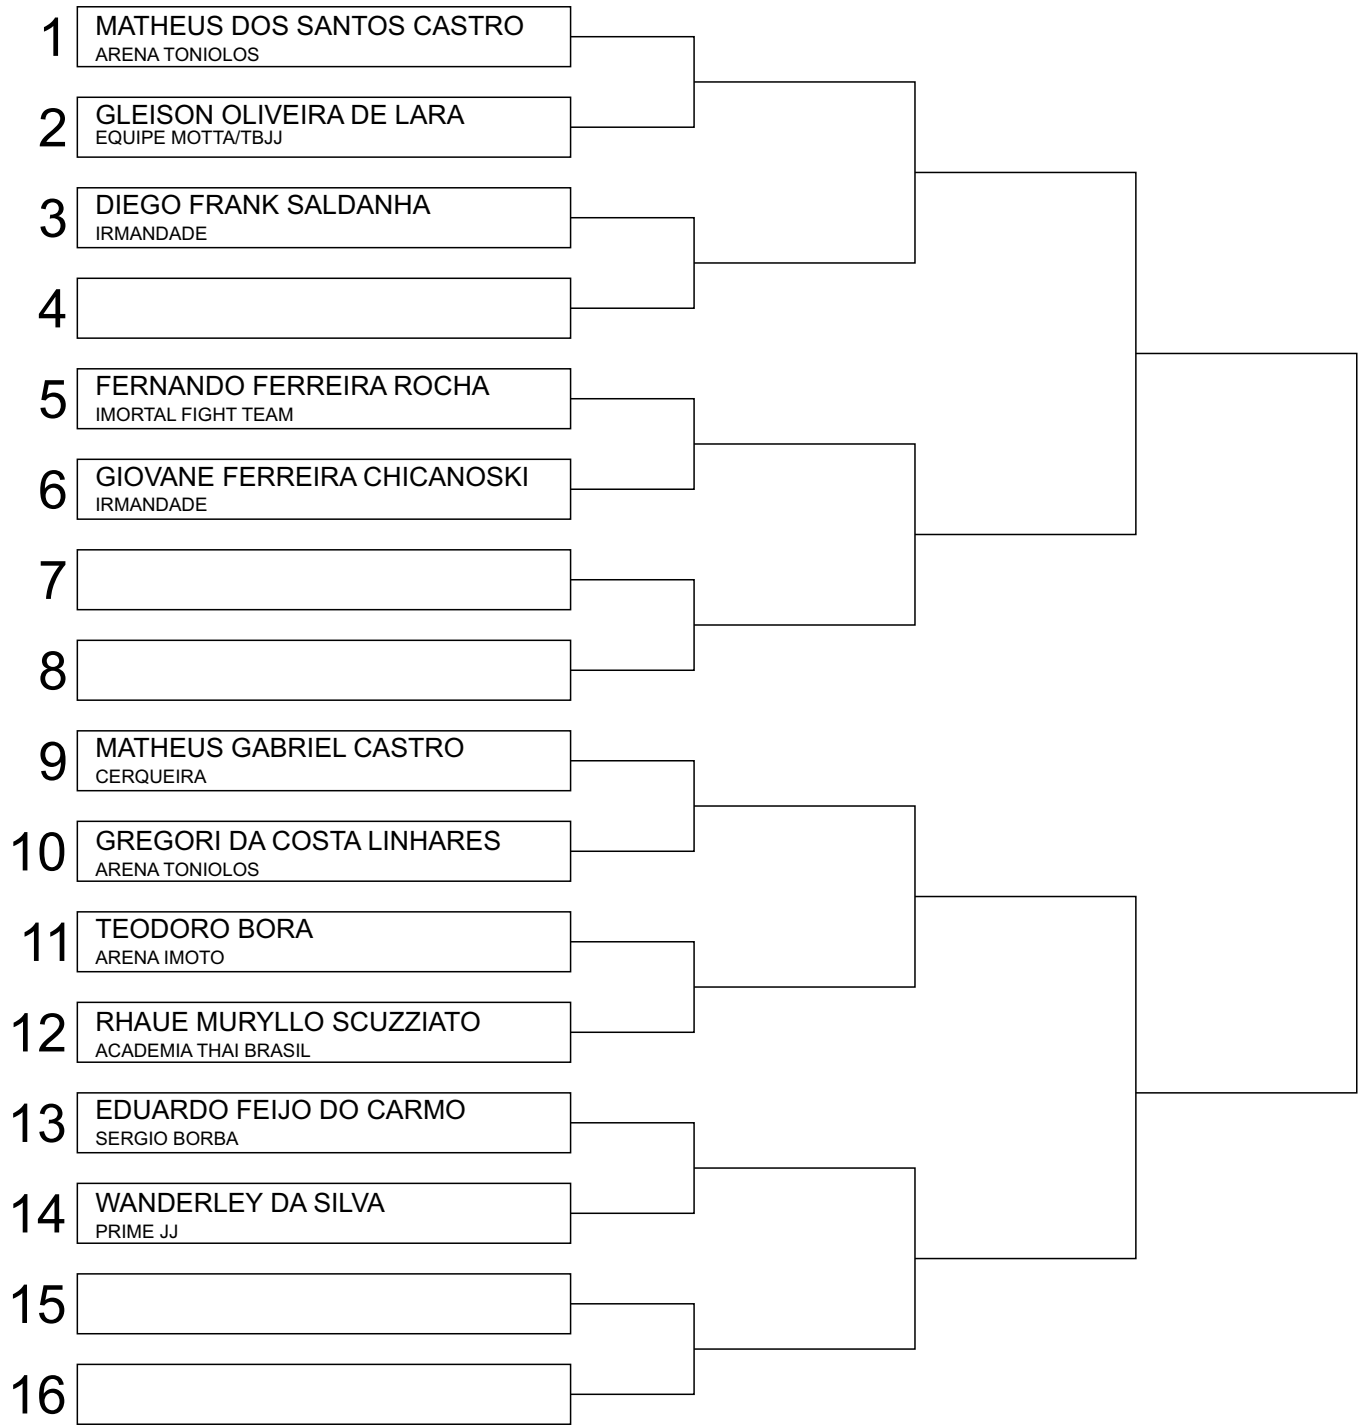 1
MATHEUS DOS SANTOS CASTRO
ARENA TONIOLOS
2
GLEISON OLIVEIRA DE LARA
EQUIPE MOTTA/TBJJ
3
DIEGO FRANK SALDANHA
IRMANDADE
4
5
FERNANDO FERREIRA ROCHA
IMORTAL FIGHT TEAM
6
GIOVANE FERREIRA CHICANOSKI
IRMANDADE
7
8
9
MATHEUS GABRIEL CASTRO
CERQUEIRA
10
GREGORI DA COSTA LINHARES
ARENA TONIOLOS
11
TEODORO BORA
ARENA IMOTO
12
RHAUE MURYLLO SCUZZIATO
ACADEMIA THAI BRASIL
13
EDUARDO FEIJO DO CARMO
SERGIO BORBA
14
WANDERLEY DA SILVA
PRIME JJ
15
16